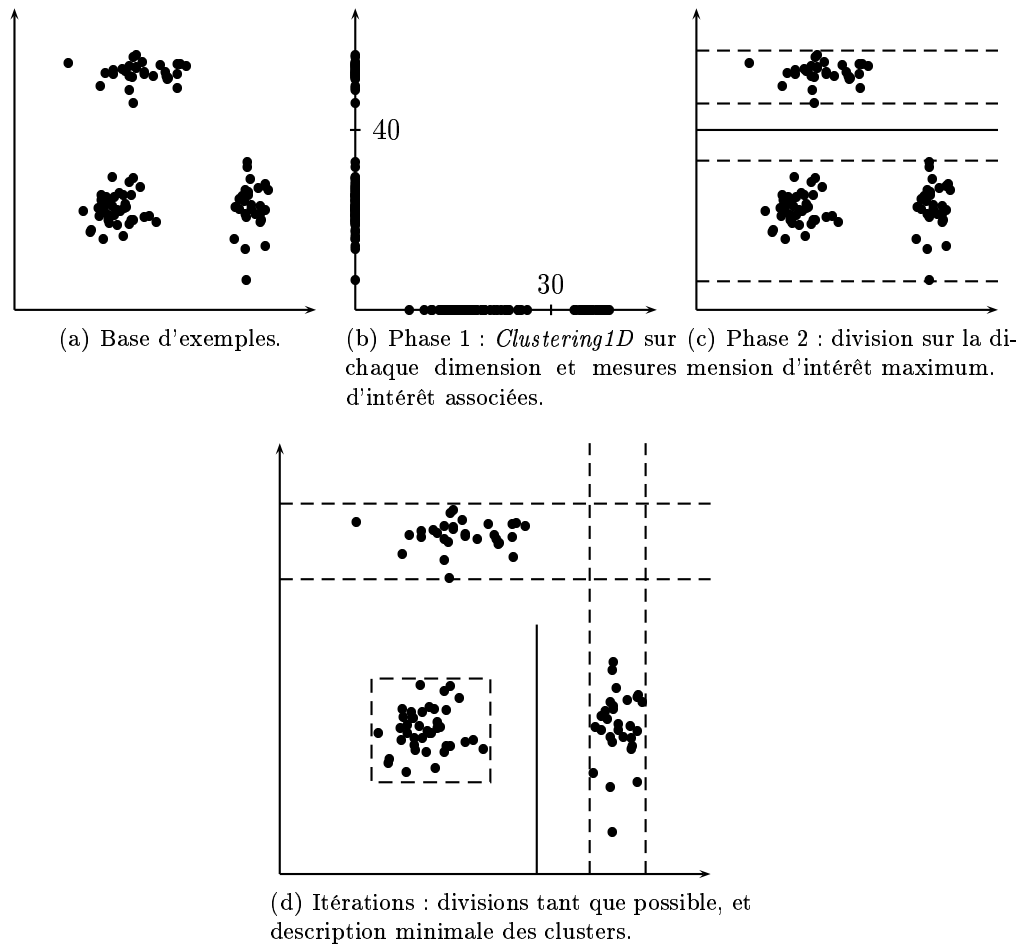 40
30
(a) Base d'exemples.
(b) Phase 1 : Clustering1D sur
chaque dimension et mesures
d'intérêt associées.
(c) Phase 2 : division sur la di-
mension d'intérêt maximum.
(d) Itérations : divisions tant que possible, et
description minimale des clusters.